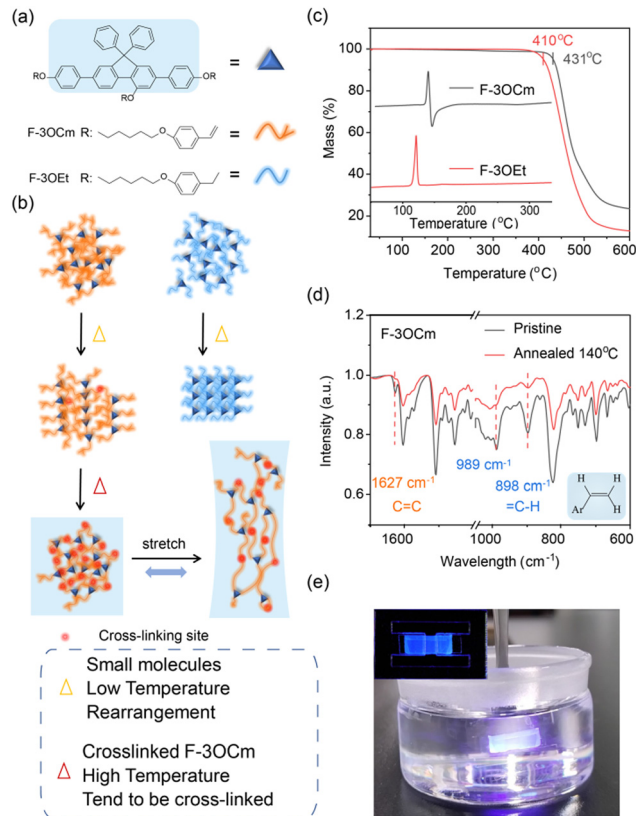 (a)
RO
OR
RO
=
F-3OCm R:
O
=
F-3OEt R:
O
=
(b)
Δ
Δ
Δ
stretch
Cross-linking site
Δ
Small molecules
Low Temperature
Rearrangement
Δ
Crosslinked F-3OCm
High Temperature
Tend to be cross-linked
(c)
410°C
431°C
F-3OCm
F-3OEt
100
80
60
40
20
Mass (%)
100 200 300
Temperature (°C)
100 200 300 400 500 600
Temperature (°C)
(d)
F-3OCm
Pristine
Annealed 140°C
1.2
1.0
0.8
0.6
Intensity (a.u.)
1627 cm⁻¹
C=C
989 cm⁻¹
898 cm⁻¹
=C-H
H
H
Ar
H
1600
1000
800
600
Wavelength (cm⁻¹)
(e)